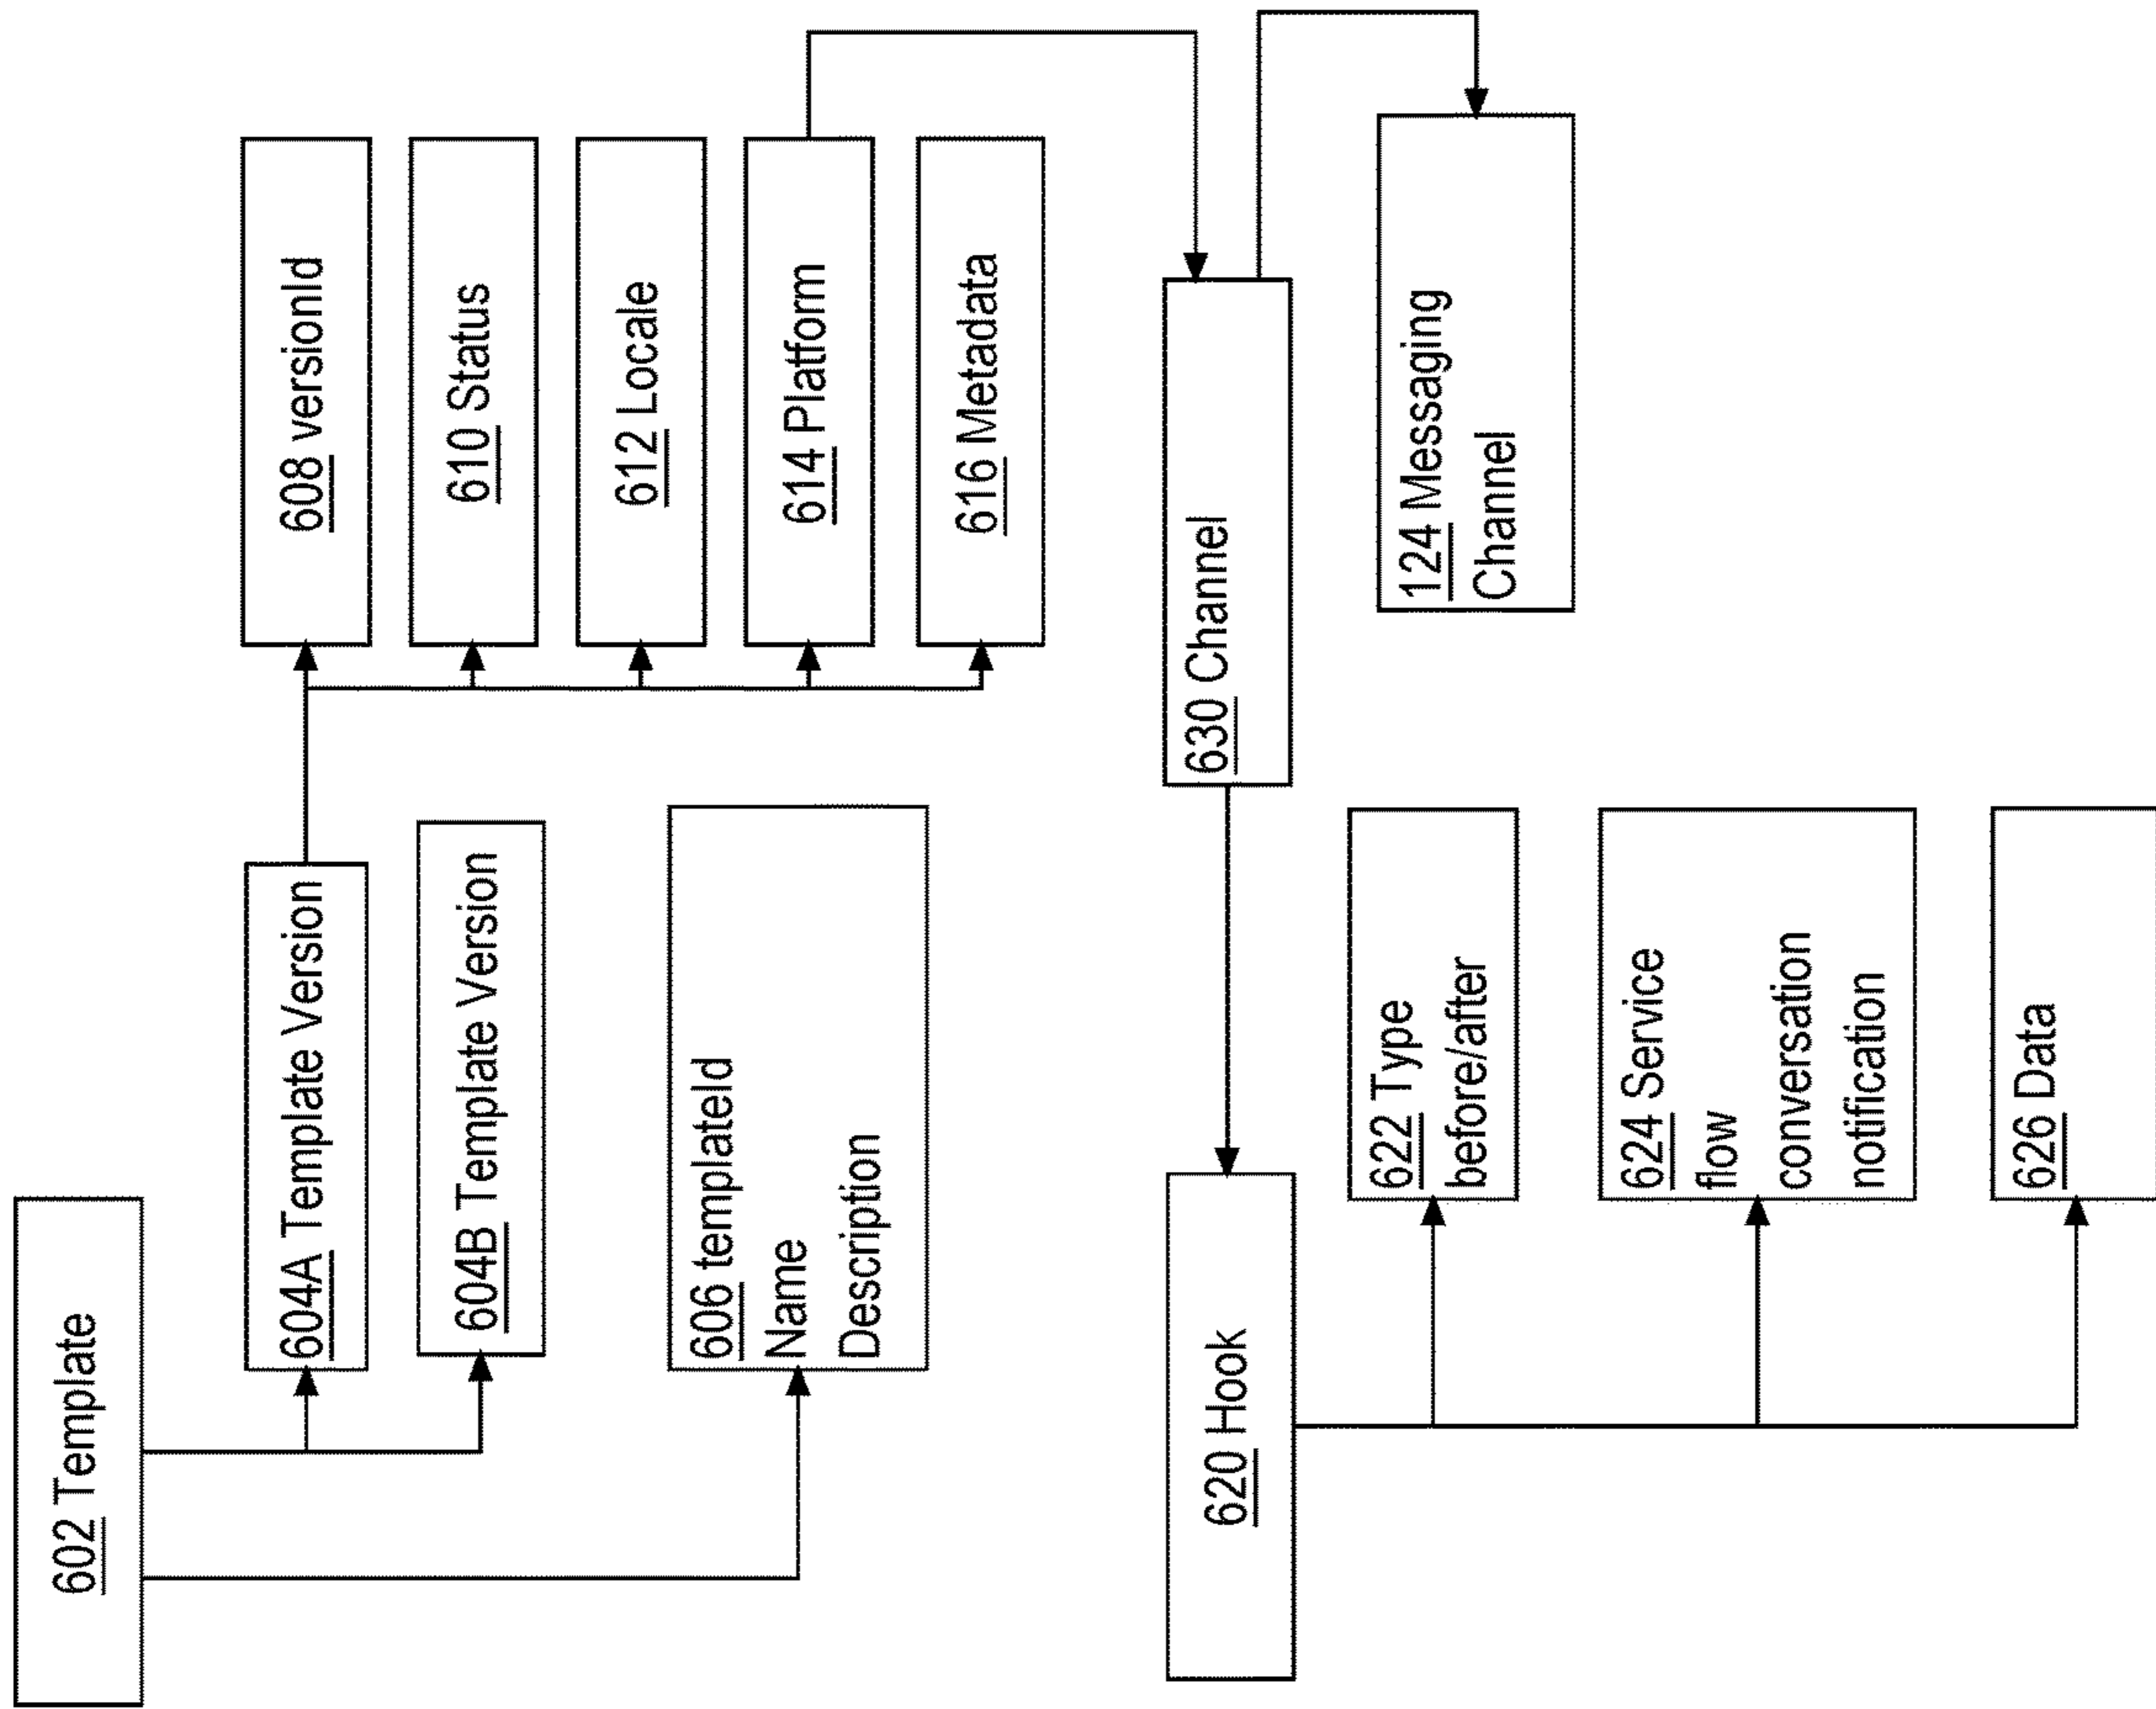 602 Template
604A Template Version
604B Template Version
606 templateId
Name
Description
608 versionId
610 Status
612 Locale
614 Platform
616 Metadata
630 Channel
124 Messaging
Channel
620 Hook
622 Type
before/after
624 Service
flow
conversation
notification
626 Data